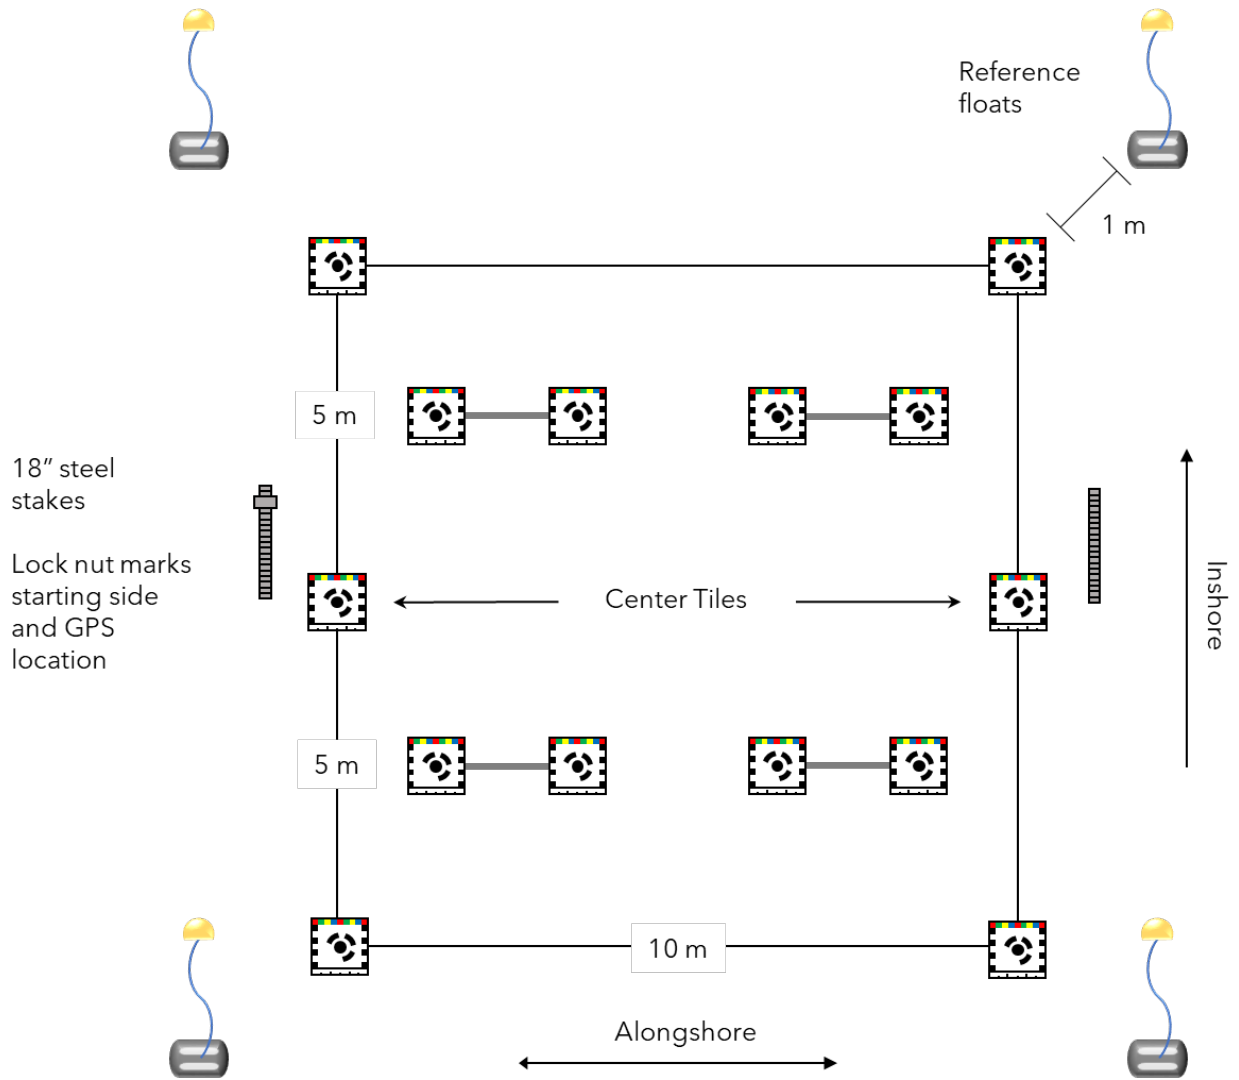 Reference
floats
1 m
5 m
18” steel
stakes
Lock nut marks
starting side
and GPS
location
Center Tiles
Inshore
5 m
10 m
Alongshore